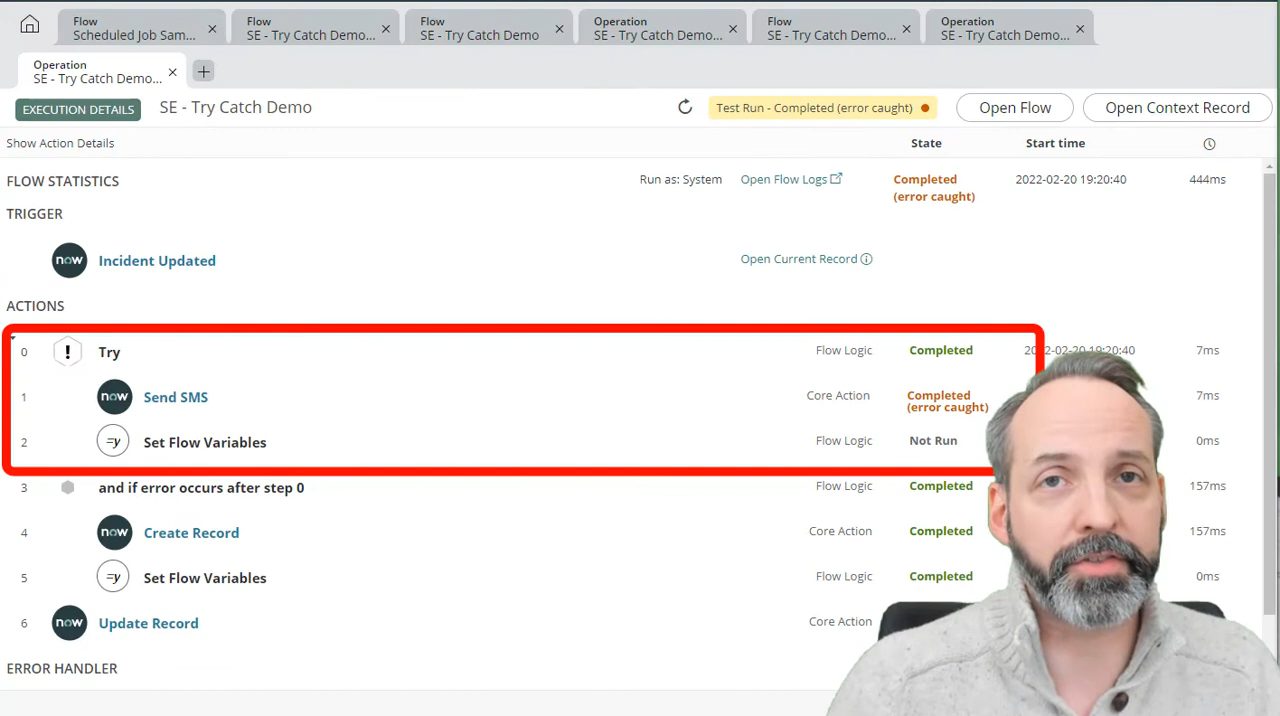 Flow
Scheduled Job Sam...
Flow
SE - Try Catch Demo...
Flow
SE - Try Catch Demo
Operation
SE - Try Catch Demo...
Flow
SE - Try Catch Demo...
Operation
SE - Try Catch Demo...
Operation
SE - Try Catch Demo...
EXECUTION DETAILS SE - Try Catch Demo Test Run - Completed (error caught) Open Flow Open Context Record
Show Action Details State Start time
FLOW STATISTICS Run as: System Open Flow Logs Completed (error caught) 2022-02-20 19:20:40 444ms
TRIGGER
now Incident Updated Open Current Record
ACTIONS
0 ! Try Flow Logic Completed 2022-02-20 19:20:40 7ms
1 now Send SMS Core Action Completed (error caught) 7ms
2 =y Set Flow Variables Flow Logic Not Run 0ms
3 and if error occurs after step 0 Flow Logic Completed 157ms
4 now Create Record Core Action Completed 157ms
5 =y Set Flow Variables Flow Logic Completed 0ms
6 now Update Record Core Action
ERROR HANDLER